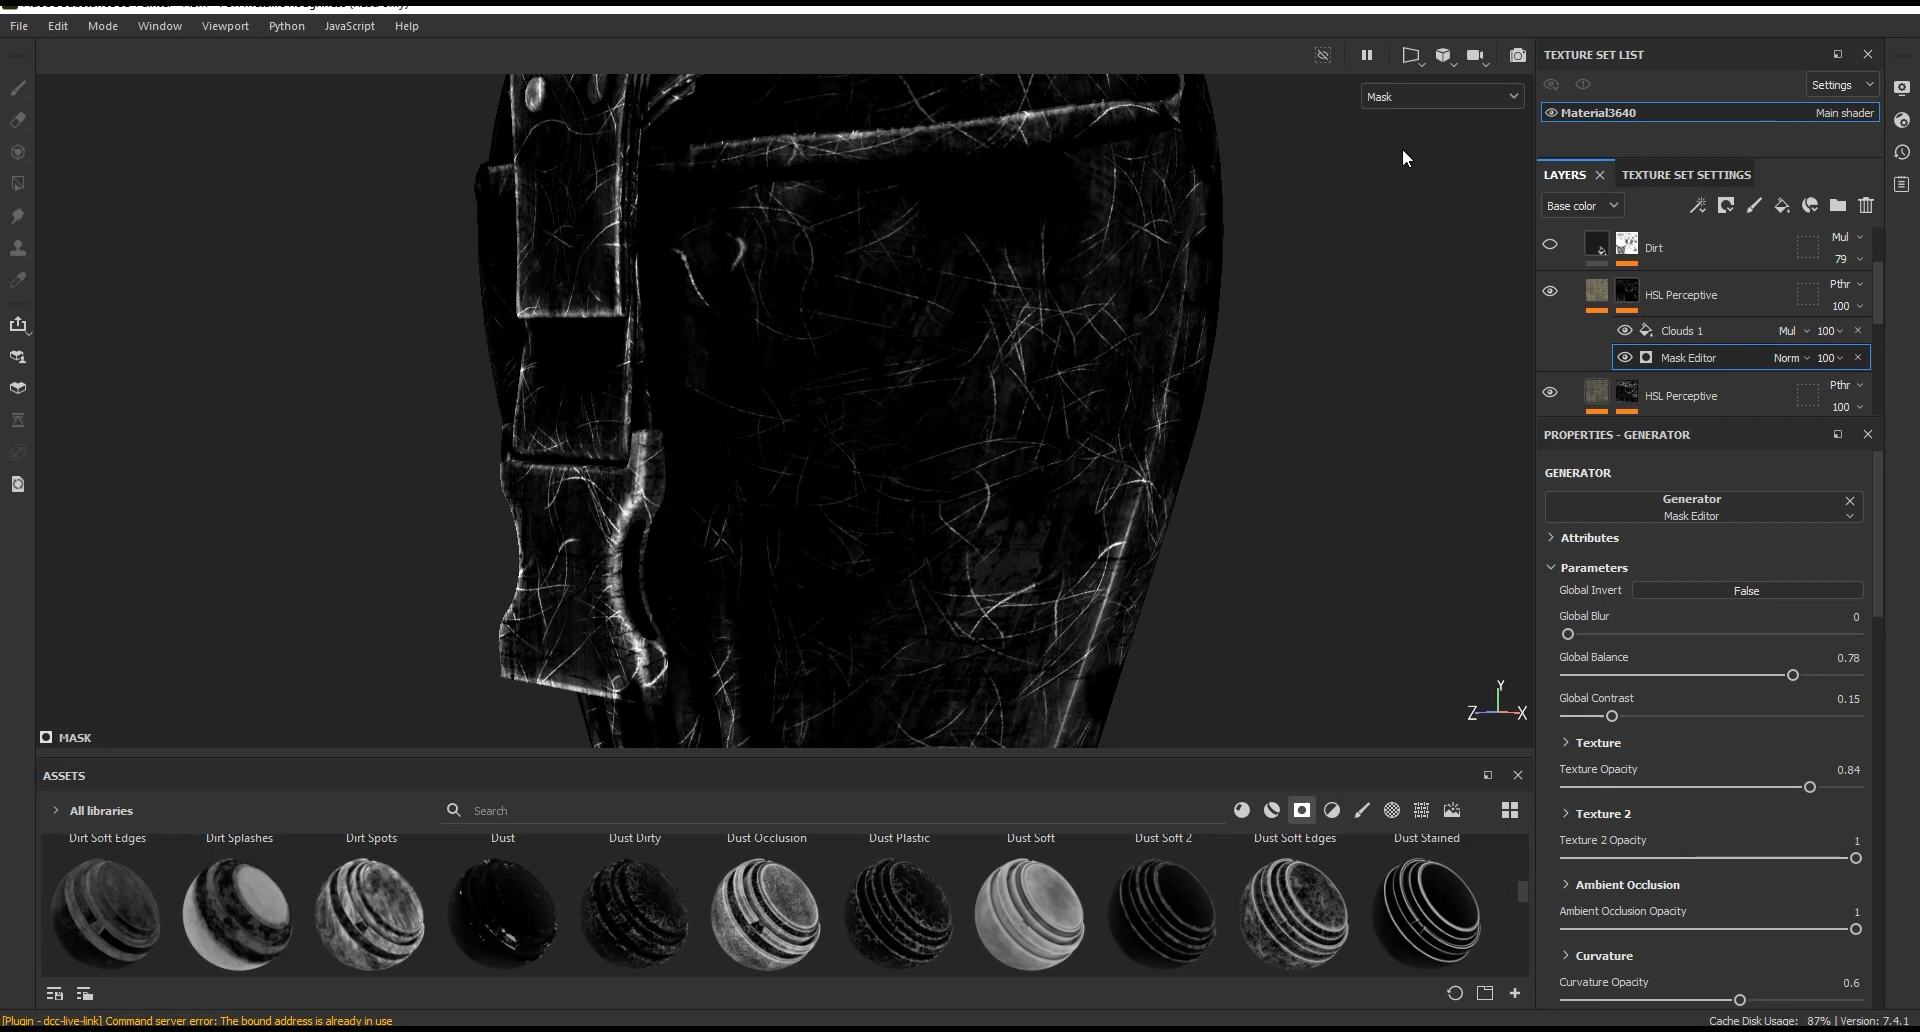 File Edit Mode Window Viewport Python JavaScript Help
TEXTURE SET LIST
Mask
Settings
Material3640 Main shader
LAYERS TEXTURE SET SETTINGS
Base color
Mul
Dirt
79
Pthr
HSL Perceptive
100
Clouds 1 Mul 100
Mask Editor Norm 100
Pthr
HSL Perceptive
100
PROPERTIES - GENERATOR
GENERATOR
Generator
Mask Editor
Attributes
Parameters
Global Invert False
Global Blur 0
Global Balance 0.78
Global Contrast 0.15
Texture
Texture Opacity 0.84
Texture 2
Texture 2 Opacity 1
Ambient Occlusion
Ambient Occlusion Opacity 1
Curvature
Curvature Opacity 0.6
Y
Z X
MASK
ASSETS
All libraries Search
Dirt Soft Edges Dirt Splashes Dirt Spots Dust Dust Dirty Dust Occlusion Dust Plastic Dust Soft Dust Soft 2 Dust Soft Edges Dust Stained
[Plugin - dcc-live-link] Command server error: The bound address is already in use
Cache Disk Usage: 87% | Version: 7.4.1